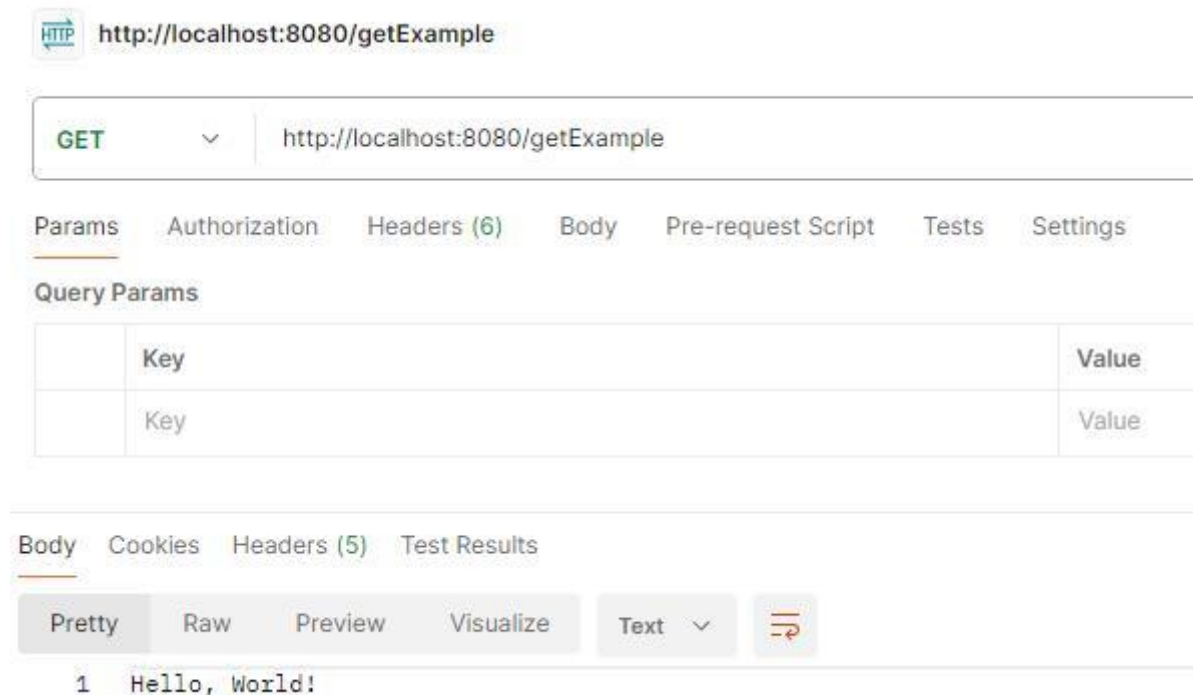 HTTP http://localhost:8080/getExample
GET http://localhost:8080/getExample
Params Authorization Headers (6) Body Pre-request Script Tests Settings
Query Params
Key Value
Key Value
Body Cookies Headers (5) Test Results
Pretty Raw Preview Visualize Text
1 Hello, World!